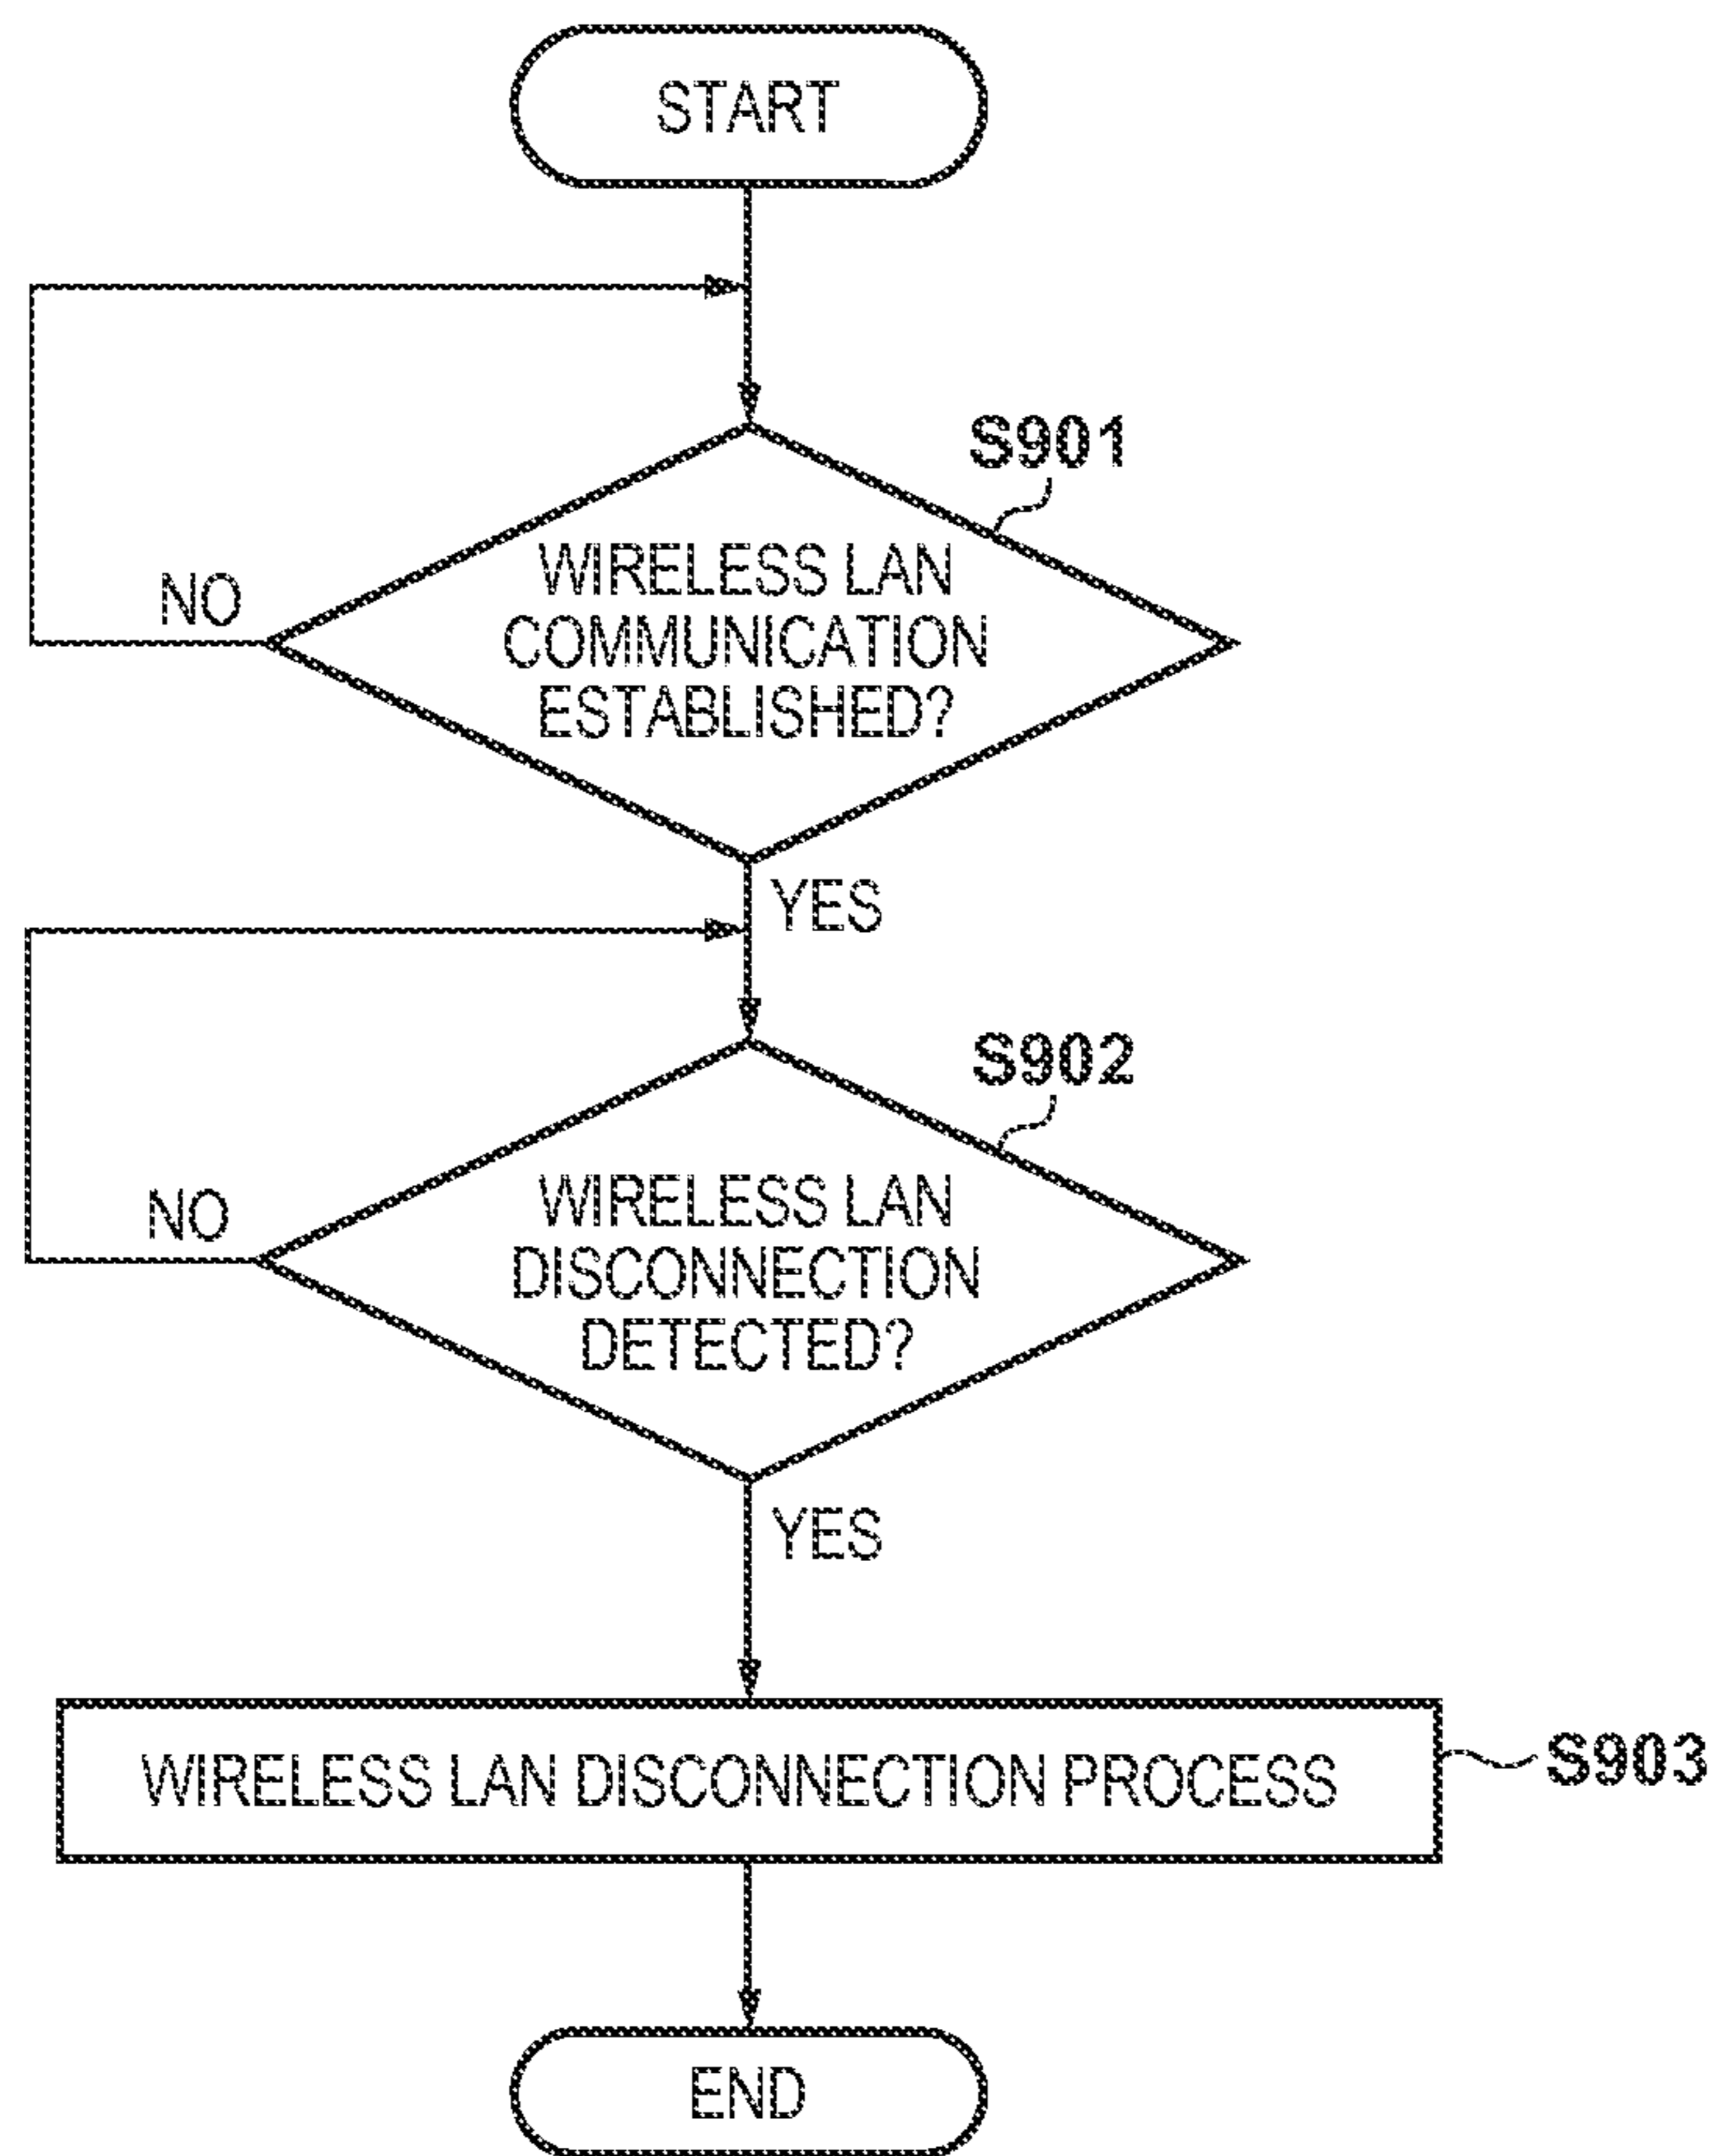 START
S901
WIRELESS LAN
COMMUNICATION
ESTABLISHED?
NO
YES
S902
WIRELESS LAN
DISCONNECTION
DETECTED?
NO
YES
WIRELESS LAN DISCONNECTION PROCESS
S903
END